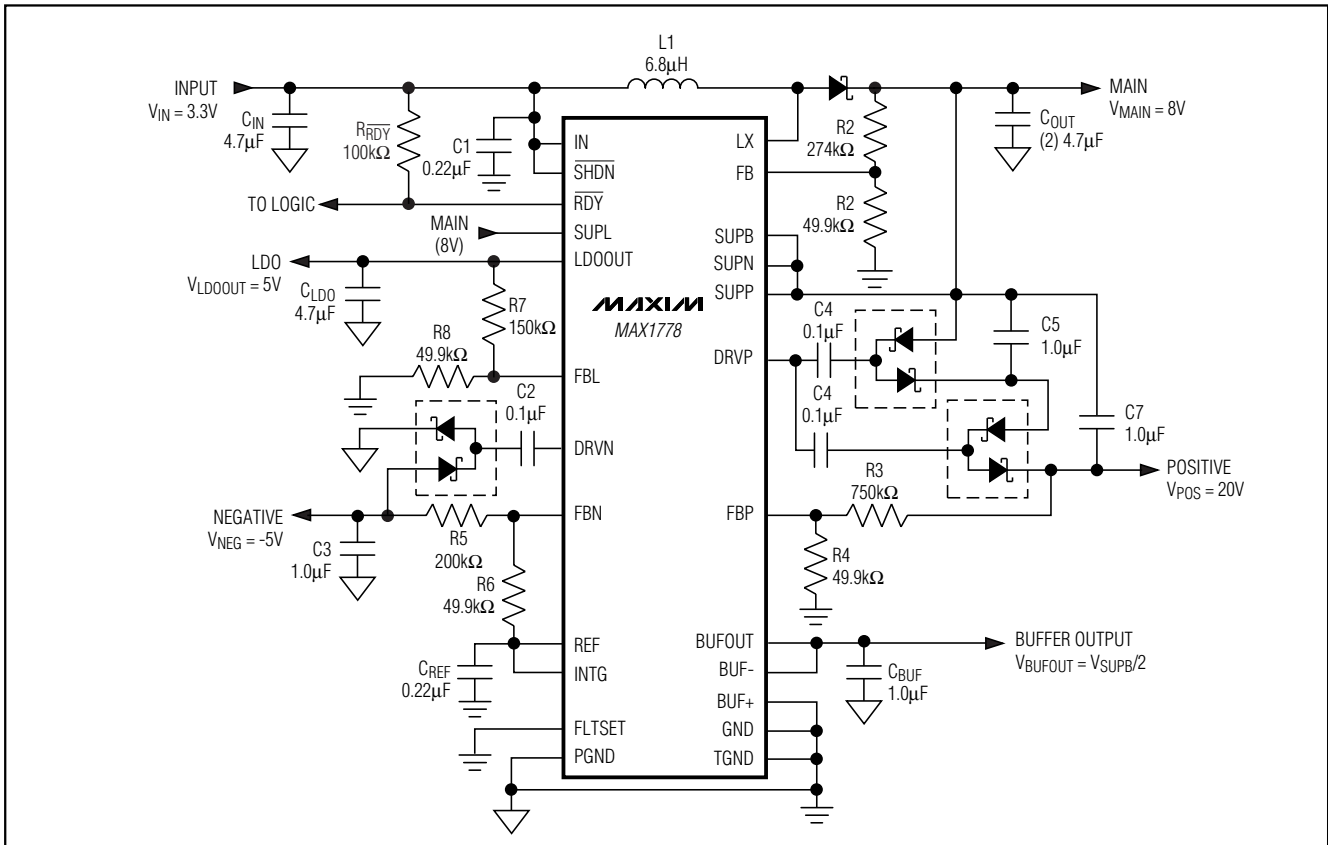 L1
6.8µH
INPUT
VIN = 3.3V
CIN
4.7µF
RRDY
100kΩ
C1
0.22µF
IN
SHDN
RDY
SUPL
LDOOUT
TO LOGIC
MAIN
(8V)
LDO
VLDOOUT = 5V
CLDO
4.7µF
R7
150kΩ
R8
49.9kΩ
FBL
C2
0.1µF
DRVN
NEGATIVE
VNEG = -5V
C3
1.0µF
R5
200kΩ
FBN
R6
49.9kΩ
REF
INTG
CREF
0.22µF
FLTSET
PGND
MAXIM
MAX1778
LX
FB
R2
274kΩ
R2
49.9kΩ
MAIN
VMAIN = 8V
COUT
(2) 4.7µF
SUPB
SUPN
SUPP
DRVP
C4
0.1µF
C4
0.1µF
C5
1.0µF
C7
1.0µF
POSITIVE
VPOS = 20V
R3
750kΩ
FBP
R4
49.9kΩ
BUFOUT
BUF-
BUF+
GND
TGND
CBUF
1.0µF
BUFFER OUTPUT
VBUFOUT = VSUPB/2